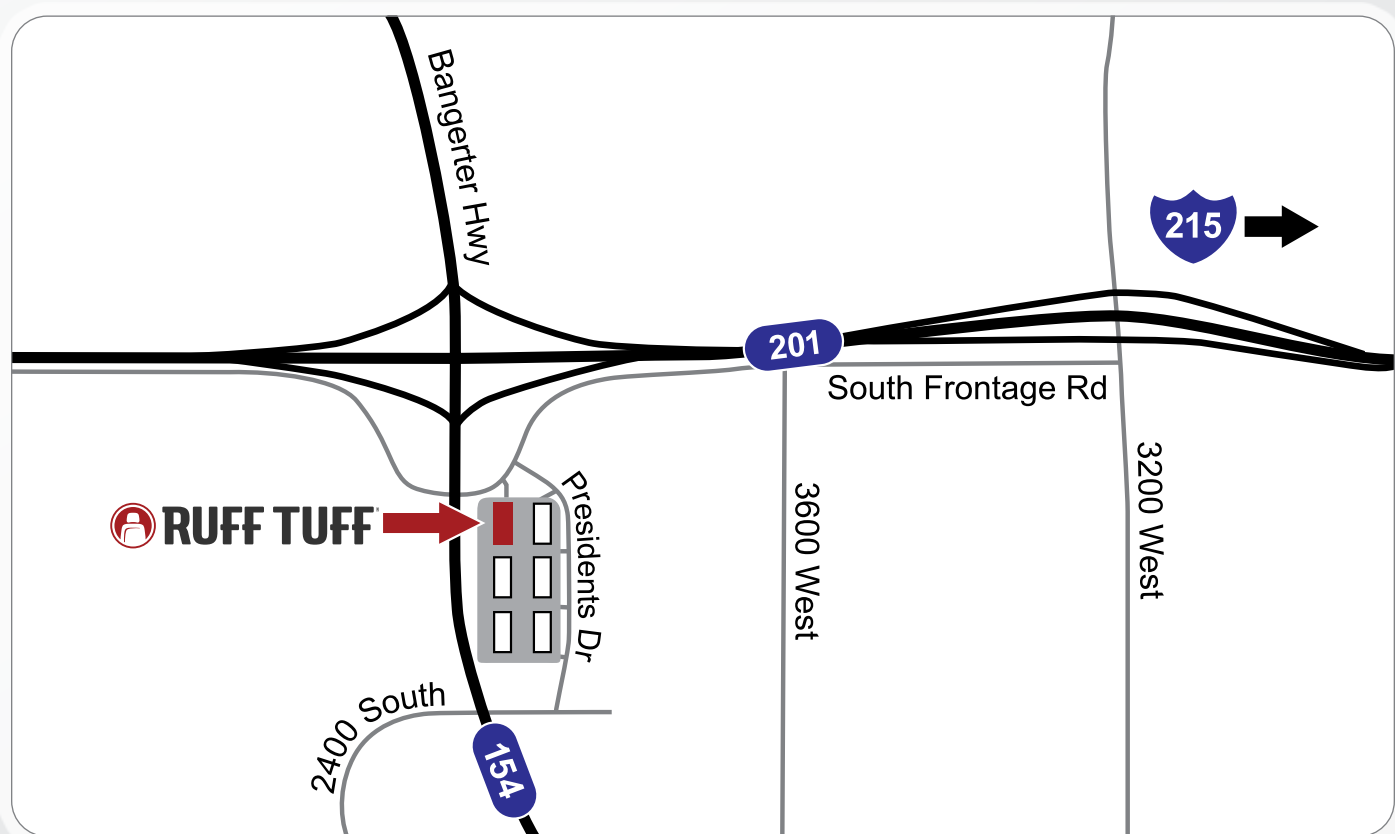 Bangerter Hwy
215
201
South Frontage Rd
3200 West
3600 West
Presidents Dr
RUFF TUFF
2400 South
154